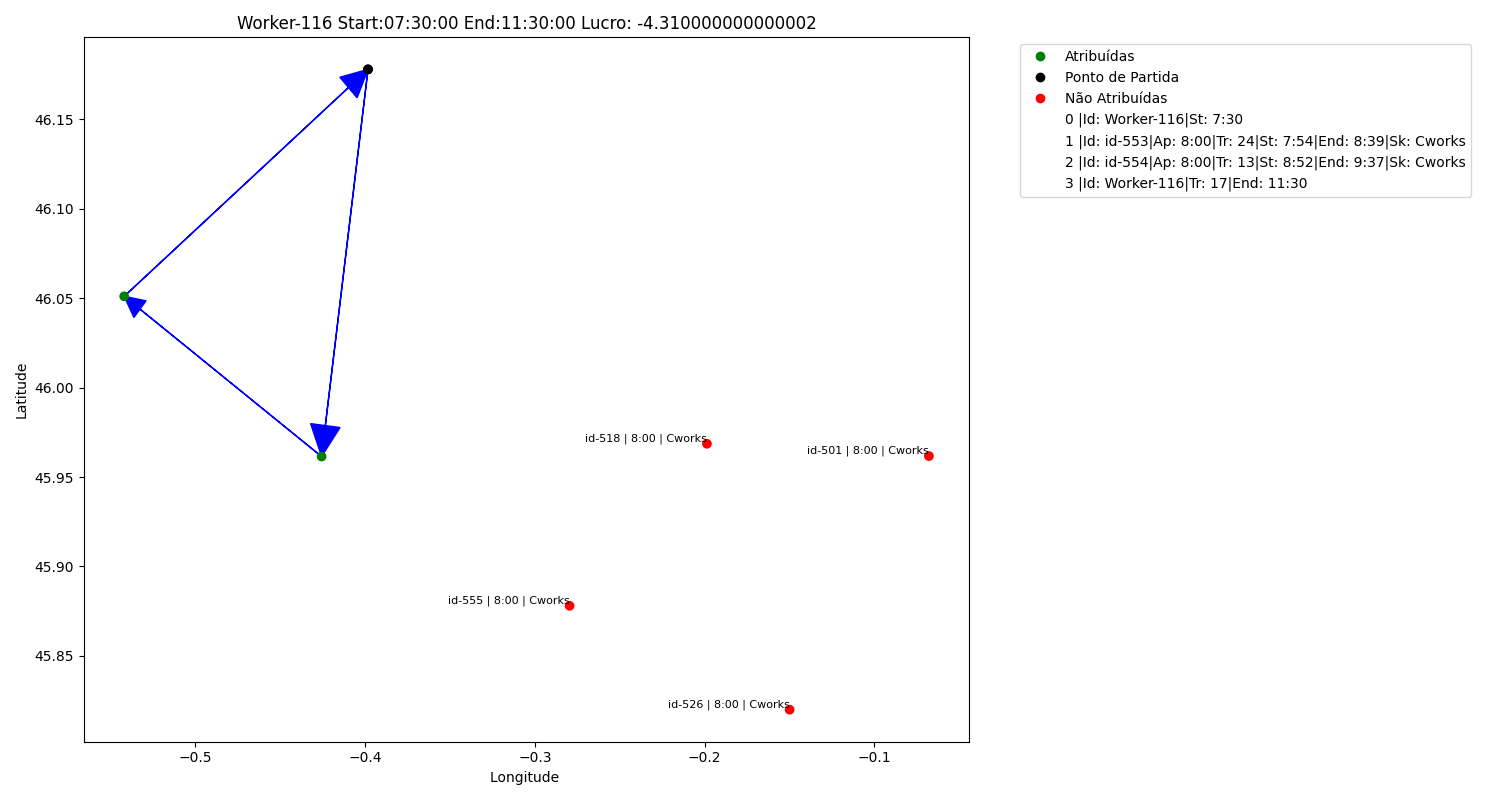 Worker-116 Start:07:30:00 End:11:30:00 Lucro: -4.310000000000002
Atribuídas
Ponto de Partida
Não Atribuídas
0 |Id: Worker-116|St: 7:30
1 |Id: id-553|Ap: 8:00|Tr: 24|St: 7:54|End: 8:39|Sk: Cworks
2 |Id: id-554|Ap: 8:00|Tr: 13|St: 8:52|End: 9:37|Sk: Cworks
3 |Id: Worker-116|Tr: 17|End: 11:30
46.15
46.10
46.05
46.00
45.95
45.90
45.85
Latitude
id-518 | 8:00 | Cworks
id-501 | 8:00 | Cworks
id-555 | 8:00 | Cworks
id-526 | 8:00 | Cworks
−0.5
−0.4
−0.3
−0.2
−0.1
Longitude